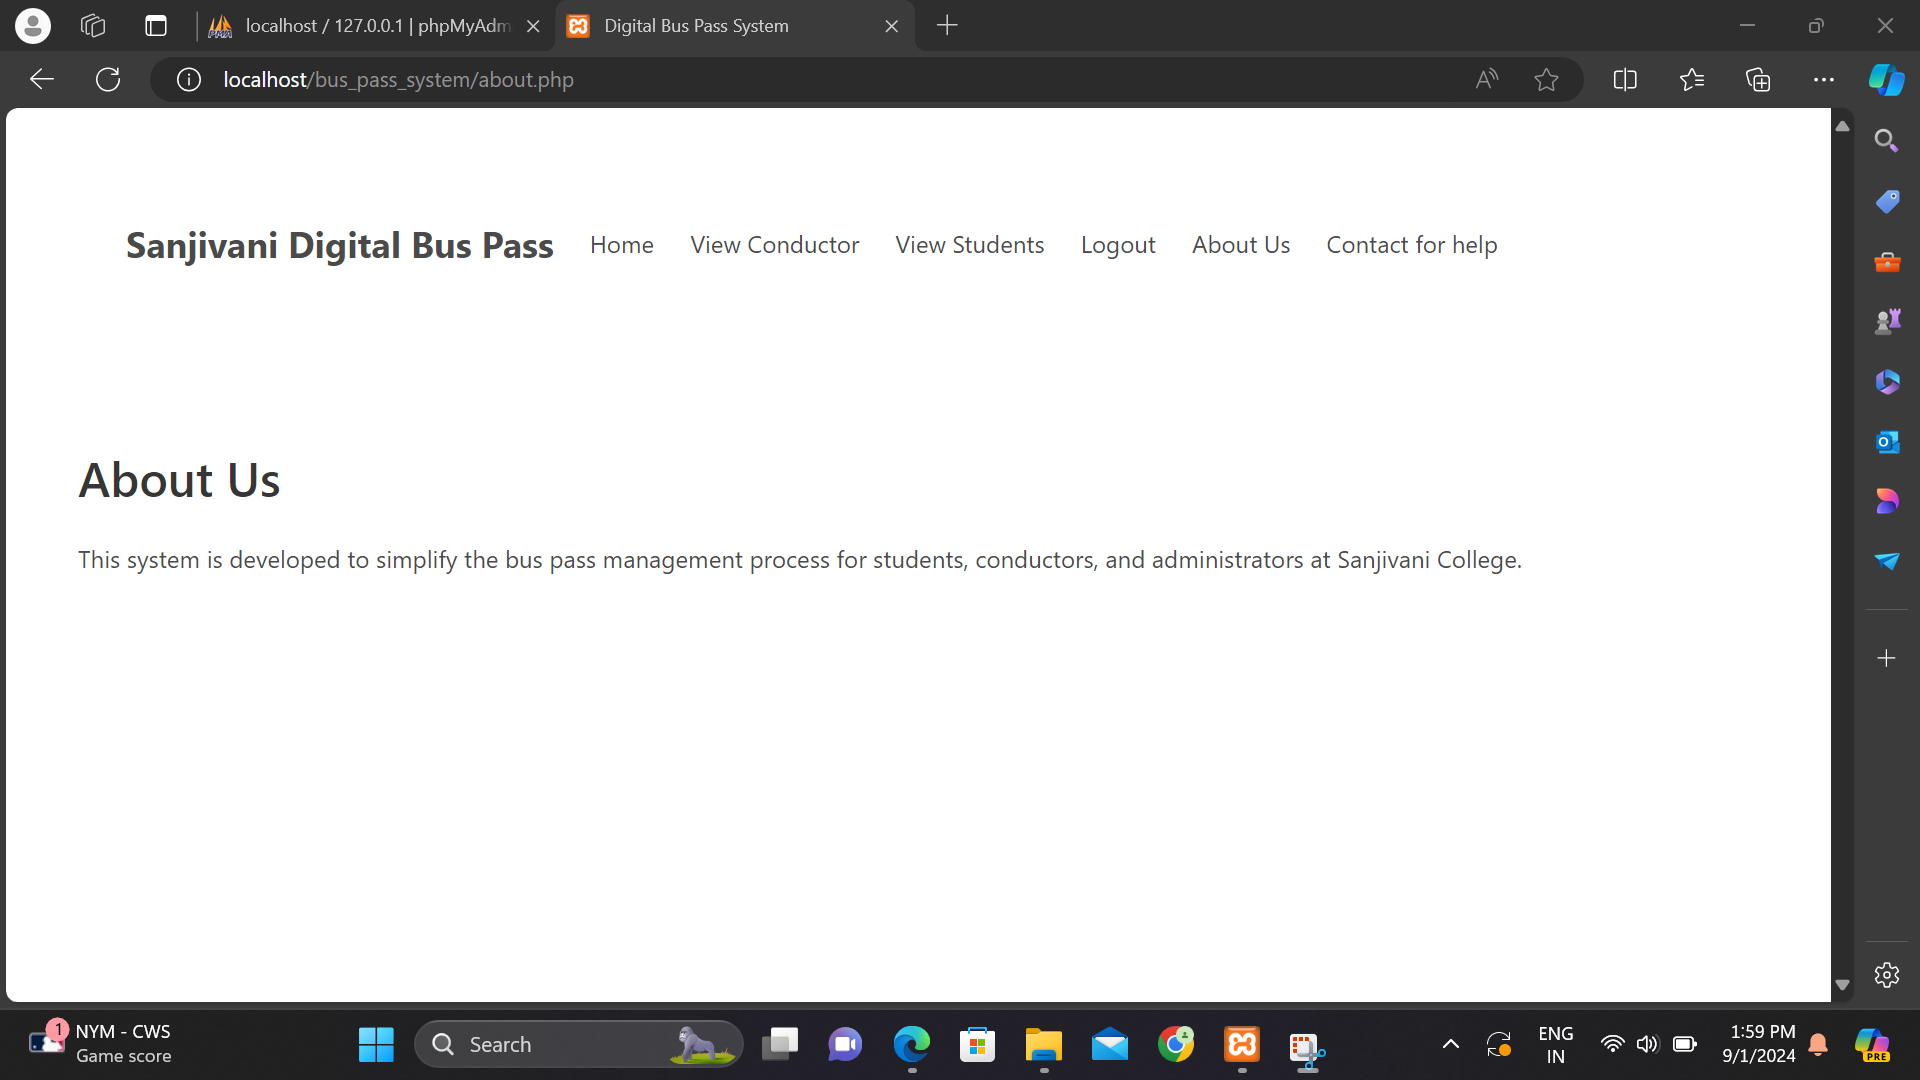 localhost / 127.0.0.1 | phpMyAdm
Digital Bus Pass System
localhost/bus_pass_system/about.php
Sanjivani Digital Bus Pass
Home
View Conductor
View Students
Logout
About Us
Contact for help
About Us
This system is developed to simplify the bus pass management process for students, conductors, and administrators at Sanjivani College.
1
NYM - CWS
Game score
Search
ENG
IN
1:59 PM
9/1/2024
PRE